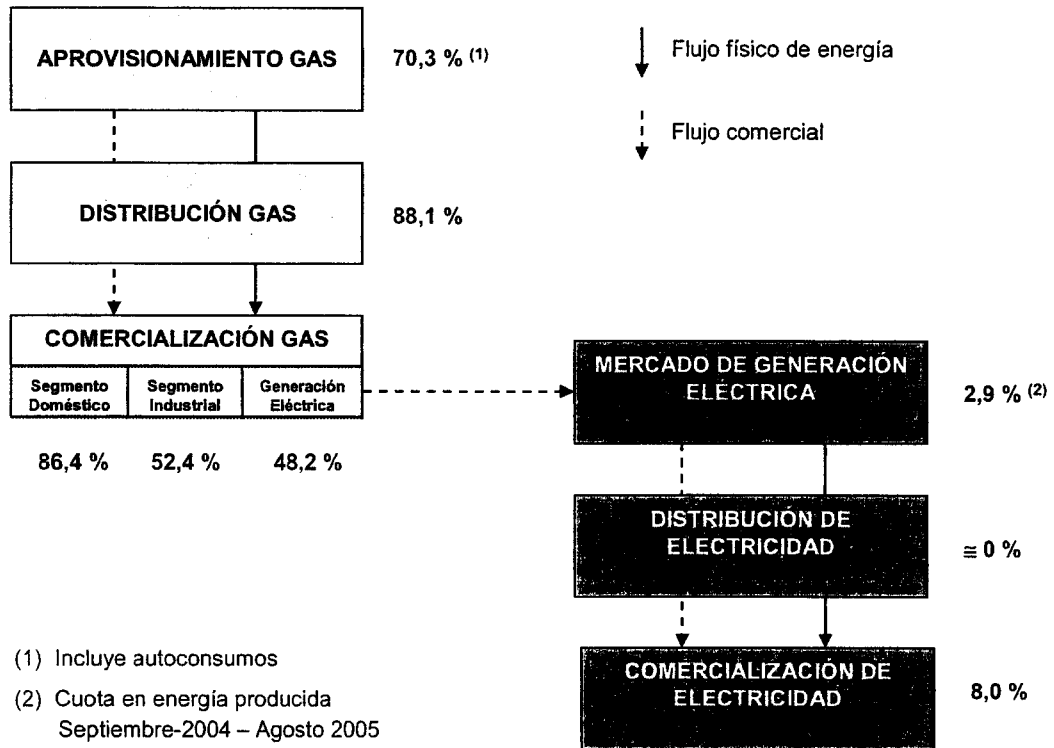 APROVISIONAMIENTO GAS
70,3 % (1)
Flujo físico de energía
Flujo comercial
DISTRIBUCIÓN GAS
88,1 %
COMERCIALIZACIÓN GAS
Segmento
Doméstico
Segmento
Industrial
Generación
Eléctrica
86,4 %
52,4 %
48,2 %
MERCADO DE GENERACIÓN
ELÉCTRICA
2,9 % (2)
DISTRIBUCIÓN DE
ELECTRICIDAD
≅ 0 %
COMERCIALIZACIÓN DE
ELECTRICIDAD
8,0 %
(1) Incluye autoconsumos
(2) Cuota en energía producida
Septiembre-2004 – Agosto 2005